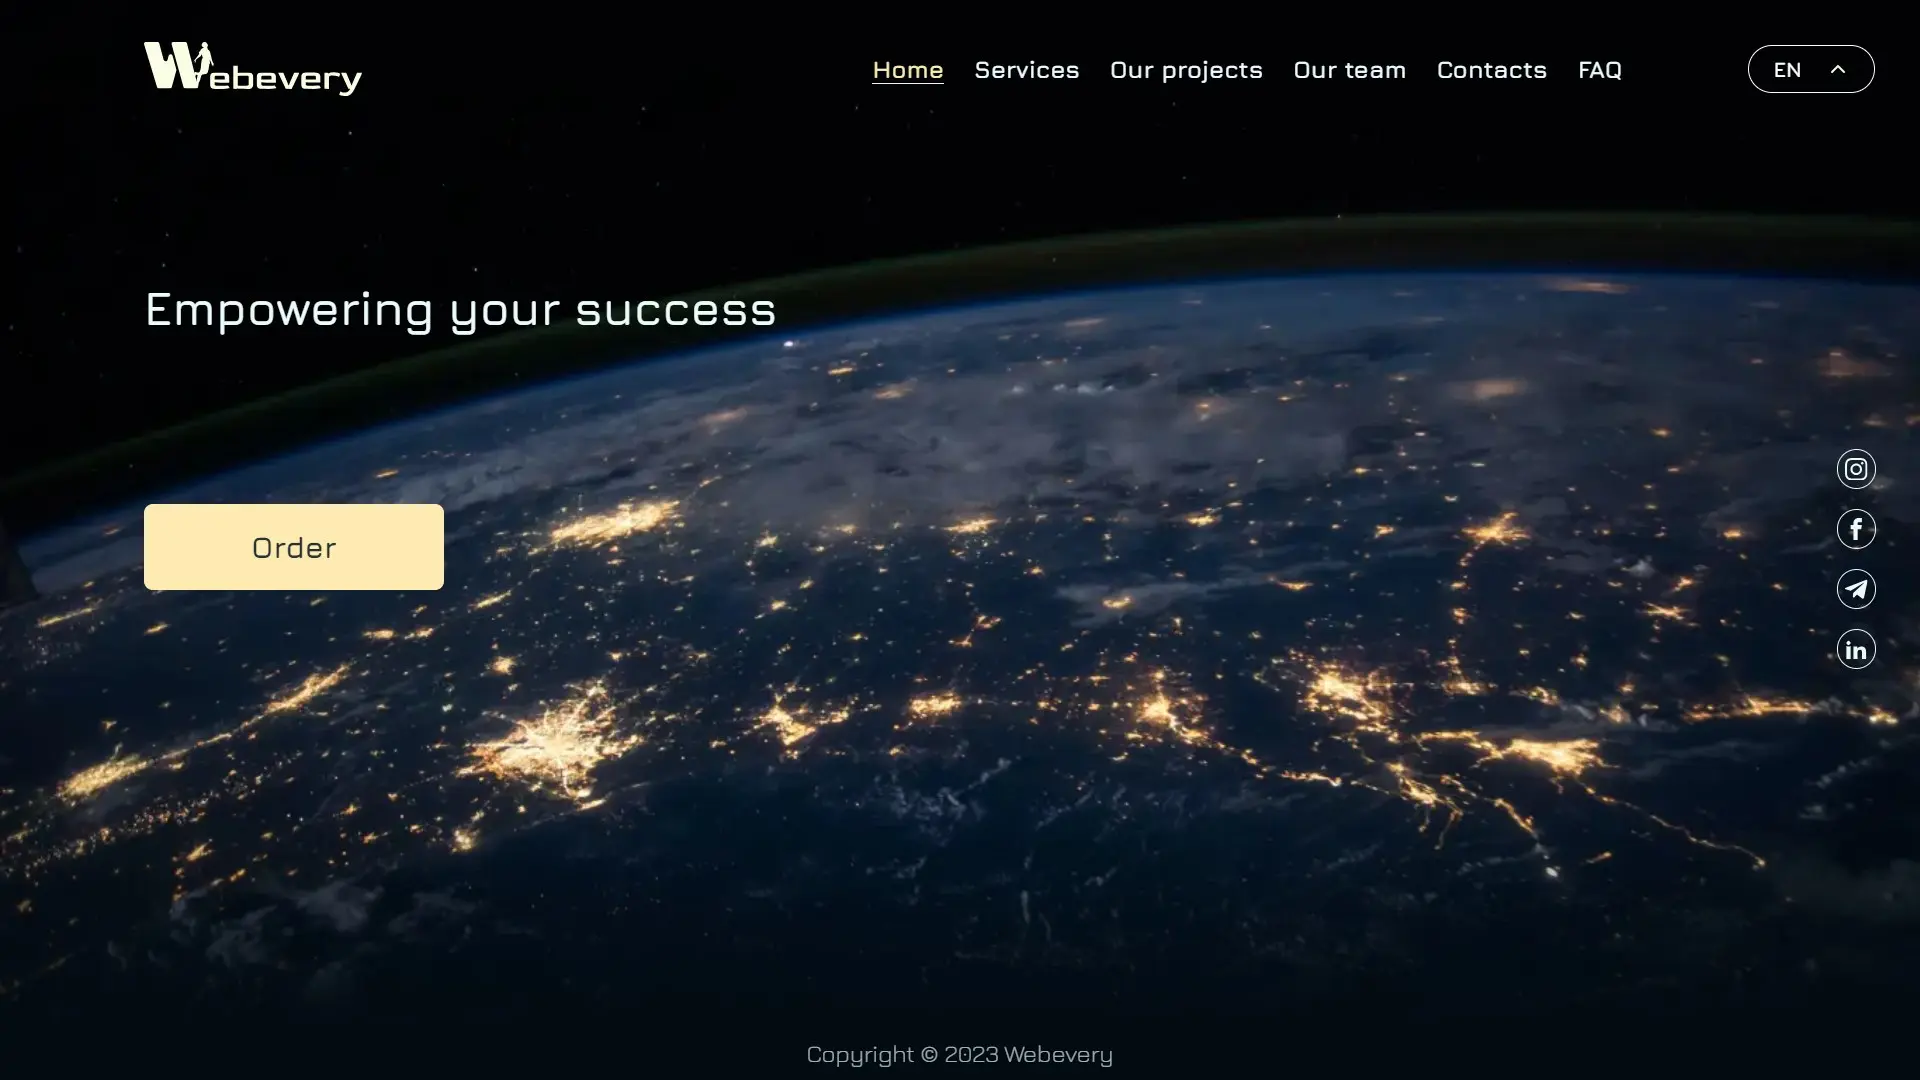 Webevery
Home Services Our projects Our team Contacts FAQ EN
Empowering your success
Order
Copyright © 2023 Webevery